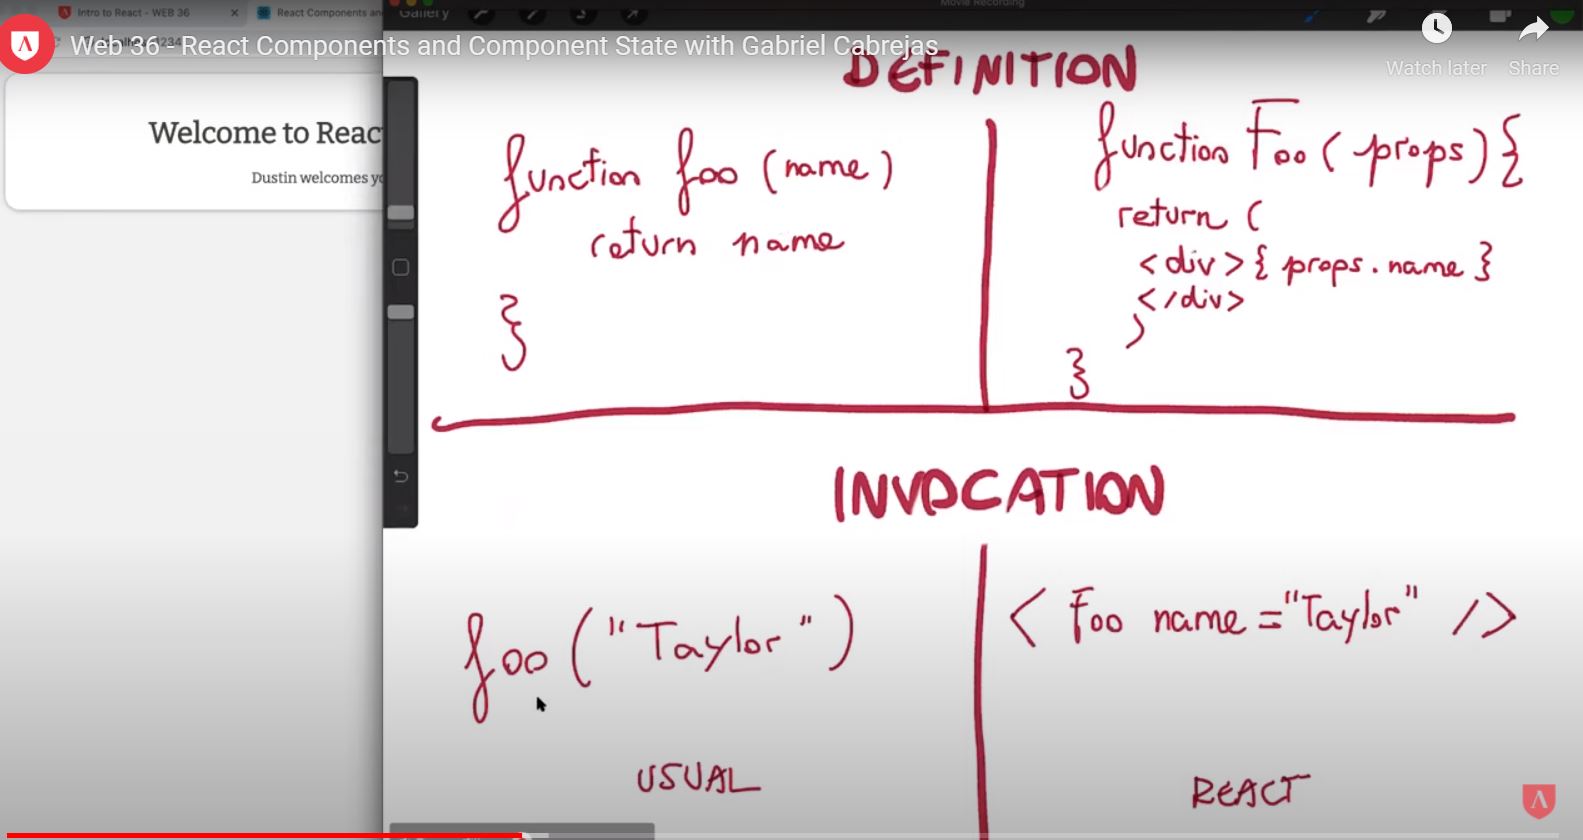 Intro to React - WEB 36
React Components an
Gallery
Movie Recording
Web 36 - React Components and Component State with Gabriel Cabrejas
Watch later
Share
Welcome to Reac
Dustin welcomes yo
DEFINITION
function foo (name)
return name
}
function Foo ( props) {
return (
<div>{ props.name }
</div>
)
}
INVOCATION
foo ("Taylor")
< Foo name ="Taylor" />
USUAL
REACT